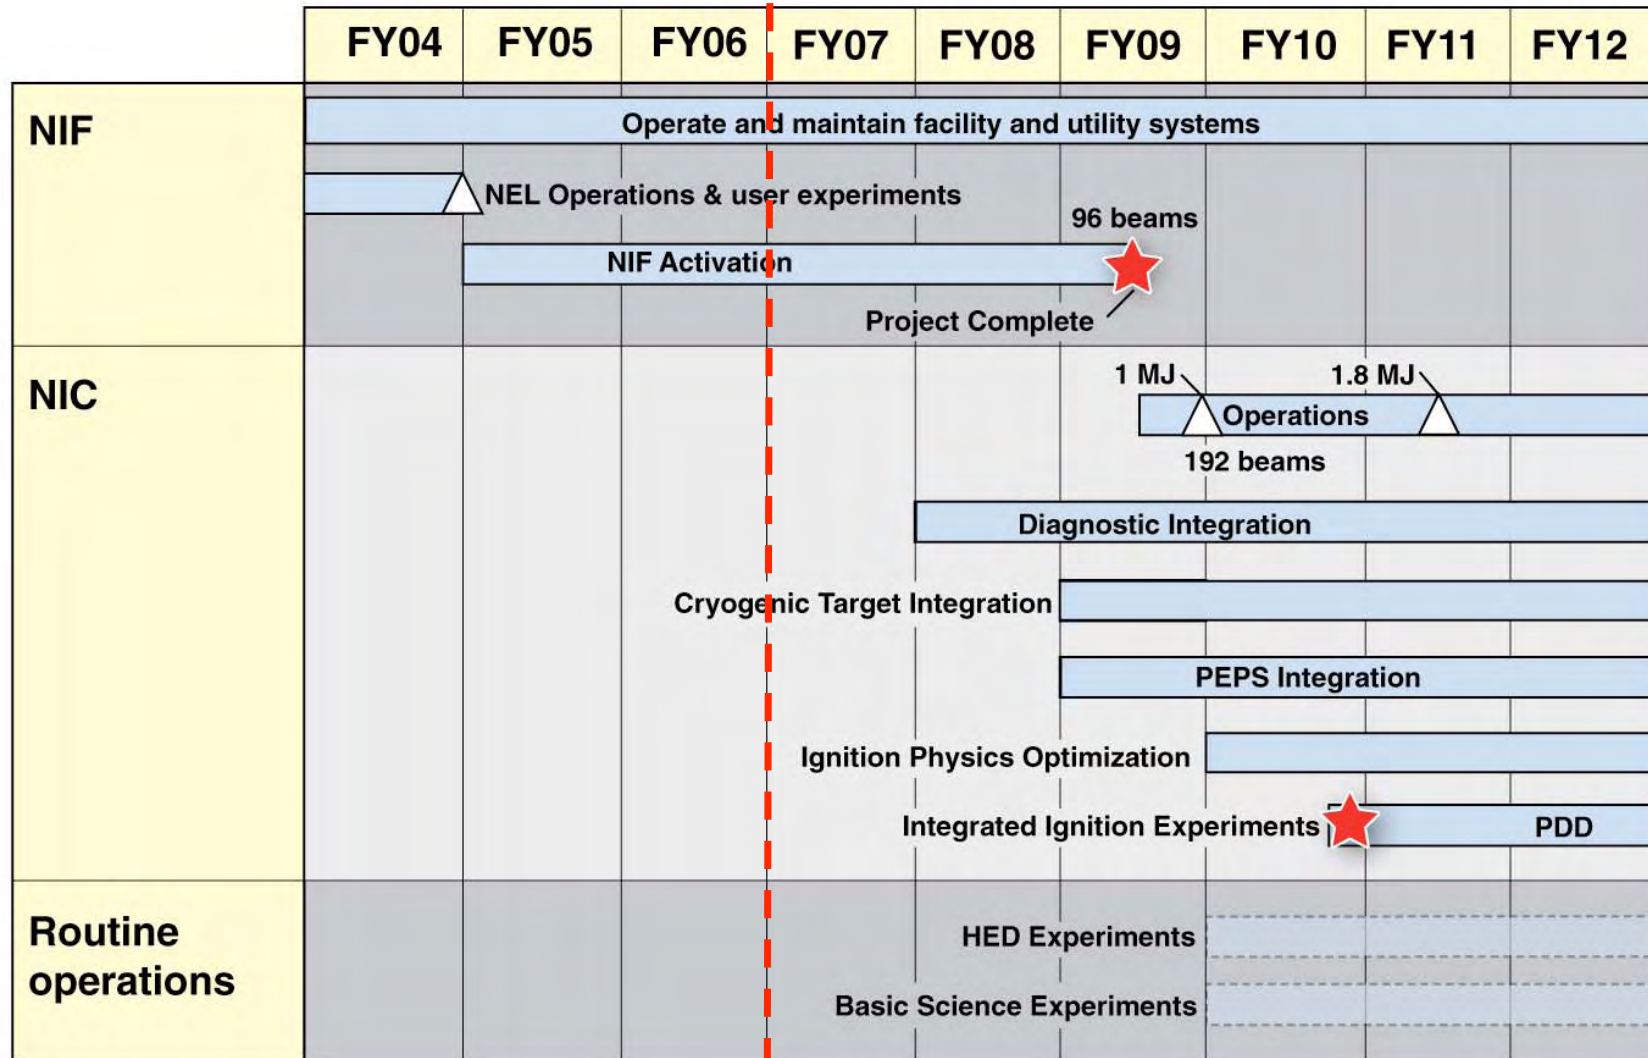 FY04 FY05 FY06 FY07 FY08 FY09 FY10 FY11 FY12
NIF
Operate and maintain facility and utility systems
NEL Operations & user experiments
96 beams
NIF Activation
Project Complete
NIC
1 MJ
1.8 MJ
Operations
192 beams
Diagnostic Integration
Cryogenic Target Integration
PEPS Integration
Ignition Physics Optimization
Integrated Ignition Experiments
PDD
Routine
operations
HED Experiments
Basic Science Experiments